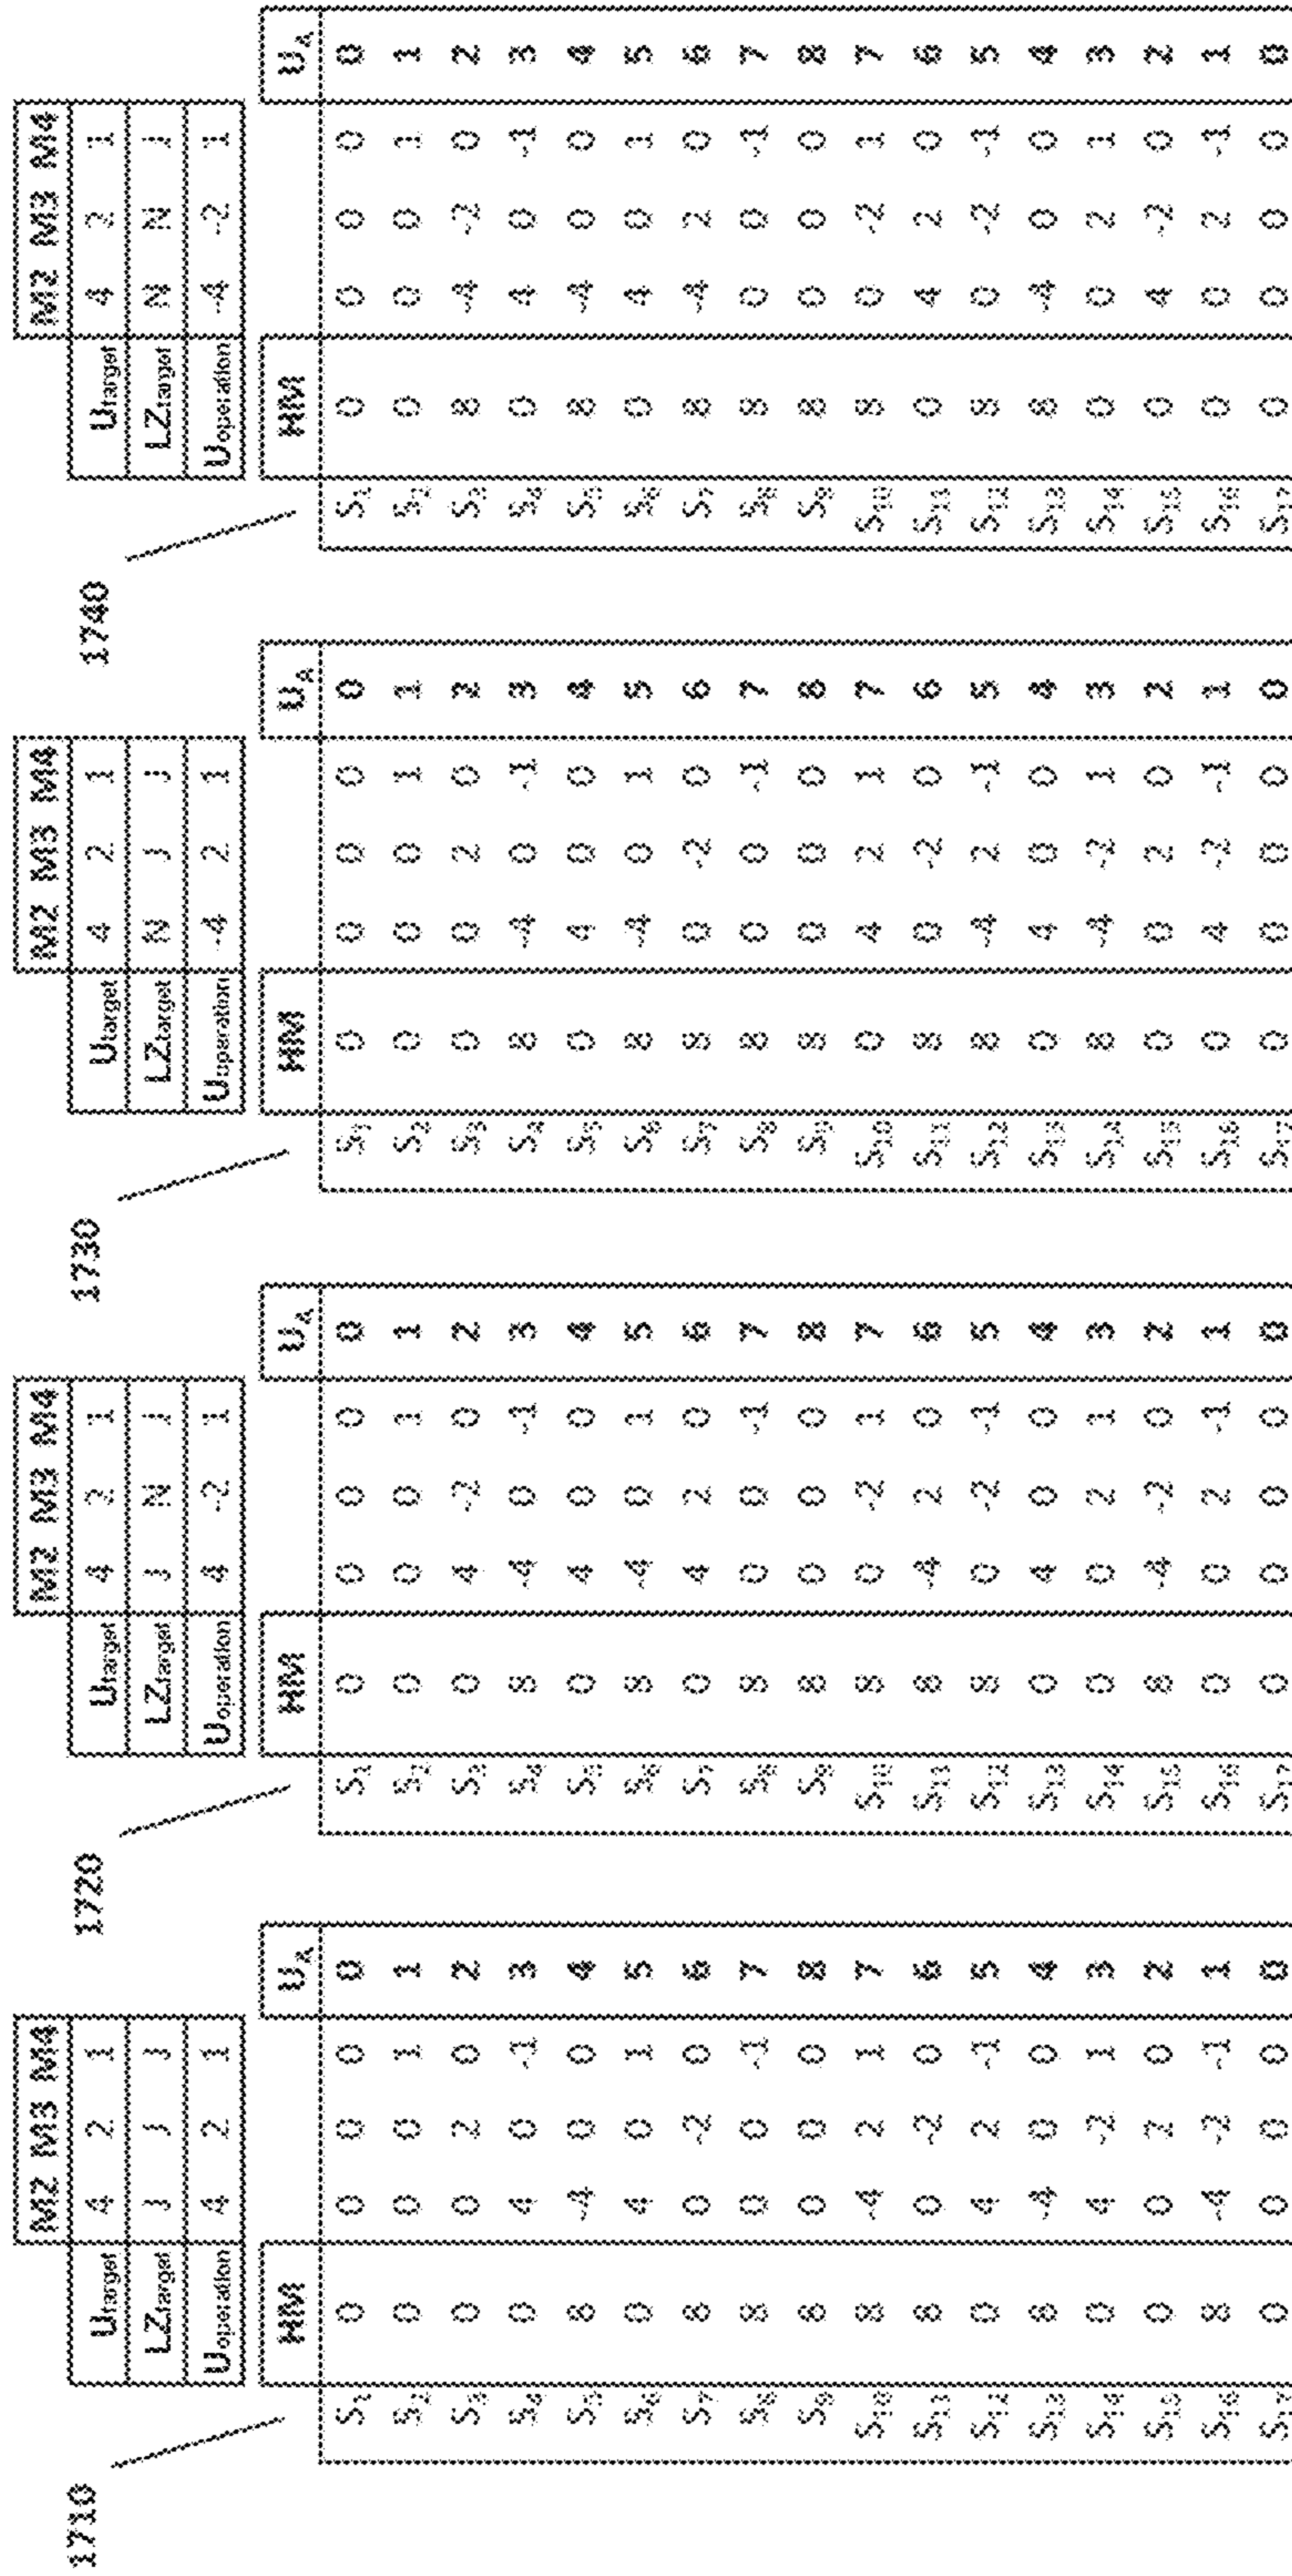 1710
M2 M3 M4
Utarget 4 2 1
LZtarget J J J
Uoperation 4 2 1
HM UA
S1 0 0 0 0 0
S2 0 0 0 1 1
S3 0 0 2 0 2
S4 0 4 0 -1 3
S5 8 -4 0 0 4
S6 0 4 0 1 5
S7 8 0 -2 0 6
S8 8 0 0 -1 7
S9 8 0 0 0 8
S10 8 -4 2 1 7
S11 8 0 -2 0 6
S12 0 4 2 -1 5
S13 8 -4 0 0 4
S14 0 4 -2 1 3
S15 0 0 2 0 2
S16 8 -4 -2 -1 1
S17 0 0 0 0 0
1720
M2 M3 M4
Utarget 4 2 1
LZtarget J N J
Uoperation 4 -2 1
HM UA
S1 0 0 0 0 0
S2 0 0 0 1 1
S3 0 4 -2 0 2
S4 8 -4 0 -1 3
S5 0 4 0 0 4
S6 8 -4 0 1 5
S7 0 4 2 0 6
S8 8 0 0 -1 7
S9 8 0 0 0 8
S10 8 0 -2 1 7
S11 8 -4 2 0 6
S12 8 0 -2 -1 5
S13 0 4 0 0 4
S14 0 0 2 1 3
S15 8 -4 -2 0 2
S16 0 0 2 -1 1
S17 0 0 0 0 0
1730
M2 M3 M4
Utarget 4 2 1
LZtarget N J J
Uoperation -4 2 1
HM UA
S1 0 0 0 0 0
S2 0 0 0 1 1
S3 0 0 2 0 2
S4 8 -4 0 -1 3
S5 0 4 0 0 4
S6 8 -4 0 1 5
S7 8 0 -2 0 6
S8 8 0 0 -1 7
S9 8 0 0 0 8
S10 0 4 2 1 7
S11 8 0 -2 0 6
S12 8 -4 2 -1 5
S13 0 4 0 0 4
S14 8 -4 -2 1 3
S15 0 0 2 0 2
S16 0 4 -2 -1 1
S17 0 0 0 0 0
1740
M2 M3 M4
Utarget 4 2 1
LZtarget N N J
Uoperation -4 -2 1
HM UA
S1 0 0 0 0 0
S2 0 0 0 1 1
S3 8 -4 -2 0 2
S4 0 4 0 -1 3
S5 8 -4 0 0 4
S6 0 4 0 1 5
S7 8 -4 2 0 6
S8 8 0 0 -1 7
S9 8 0 0 0 8
S10 8 0 -2 1 7
S11 0 4 2 0 6
S12 8 0 -2 -1 5
S13 8 -4 0 0 4
S14 0 0 2 1 3
S15 0 4 -2 0 2
S16 0 0 2 -1 1
S17 0 0 0 0 0